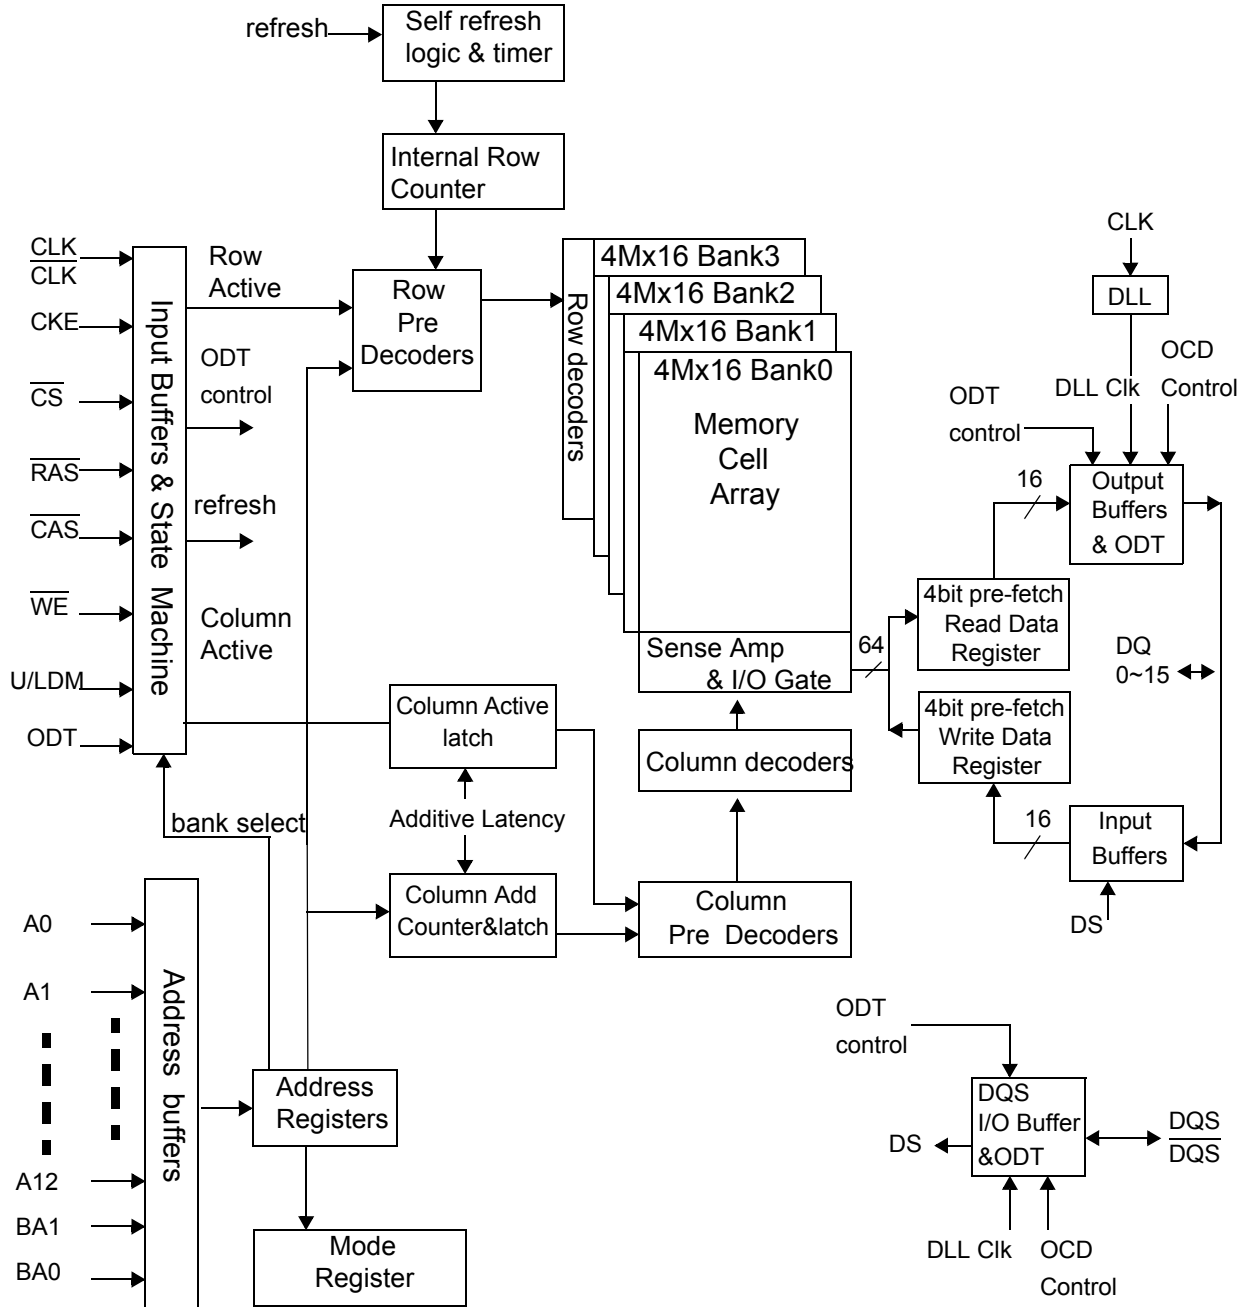 refresh
Self refresh
logic & timer
Internal Row
Counter
CLK
CLK
CKE
CS
RAS
CAS
WE
U/LDM
ODT
Input Buffers & State Machine
Row
Active
ODT
control
refresh
Column
Active
bank select
Row
Pre
Decoders
Row decoders
4Mx16 Bank3
4Mx16 Bank2
4Mx16 Bank1
4Mx16 Bank0
Memory
Cell
Array
Sense Amp
& I/O Gate
64
Column Active
latch
Additive Latency
Column Add
Counter&latch
Column decoders
Column
Pre Decoders
CLK
DLL
DLL Clk
OCD
Control
ODT
control
16
Output
Buffers
& ODT
4bit pre-fetch
Read Data
Register
DQ
0~15
4bit pre-fetch
Write Data
Register
16
Input
Buffers
DS
A0
A1
A12
BA1
BA0
Address buffers
Address
Registers
Mode
Register
ODT
control
DQS
I/O Buffer
&ODT
DS
DQS
DQS
DLL Clk
OCD
Control